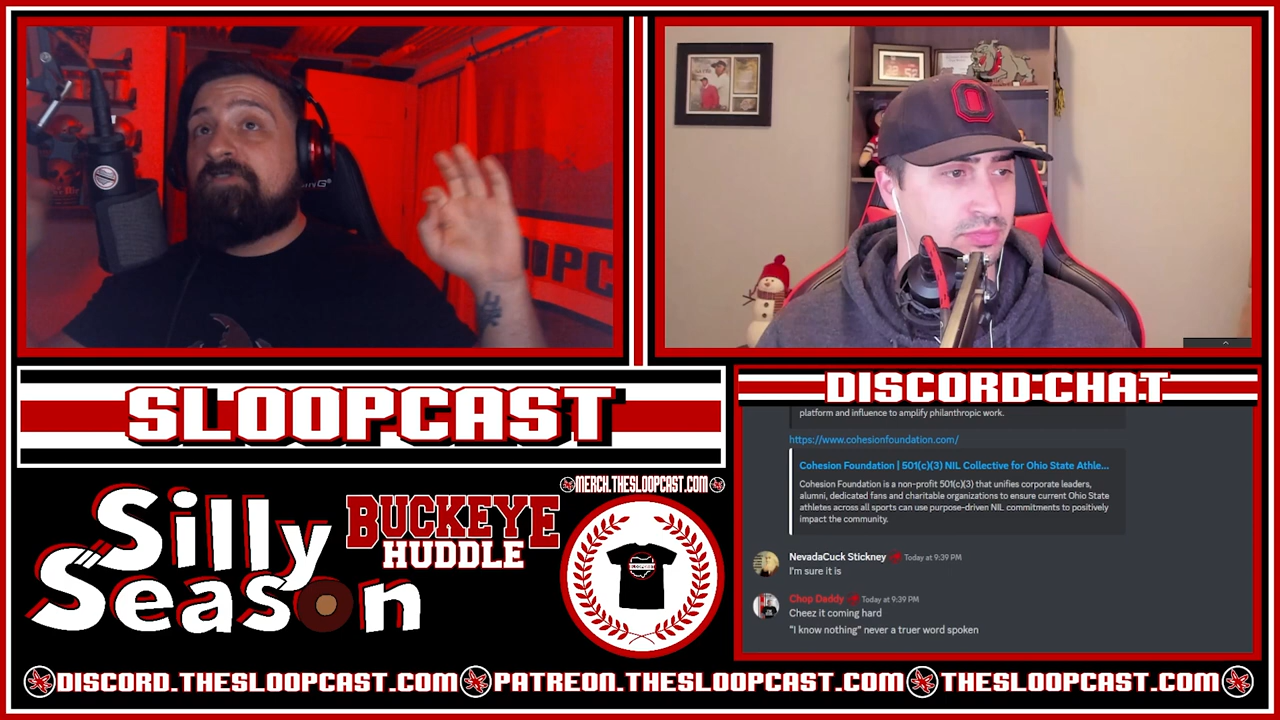 OOPC
SLOOPCAST
DISCORD:CHAT
platform and influence to amplify philanthropic work.
https://www.cohesionfoundation.com/
Cohesion Foundation | 501(c)(3) NIL Collective for Ohio State Athle...
Cohesion Foundation is a non-profit 501(c)(3) that unifies corporate leaders,
alumni, dedicated fans and charitable organizations to ensure current Ohio State
athletes across all sports can use purpose-driven NIL commitments to positively
impact the community.
NevadaCuck Stickney Today at 9:39 PM
I'm sure it is
Chop Daddy Today at 9:39 PM
Cheez it coming hard
"I know nothing" never a truer word spoken
MERCH.THESLOOPCAST.COM
Silly
Season
BUCKEYE
HUDDLE
DISCORD.THESLOOPCAST.COM PATREON.THESLOOPCAST.COM THESLOOPCAST.COM